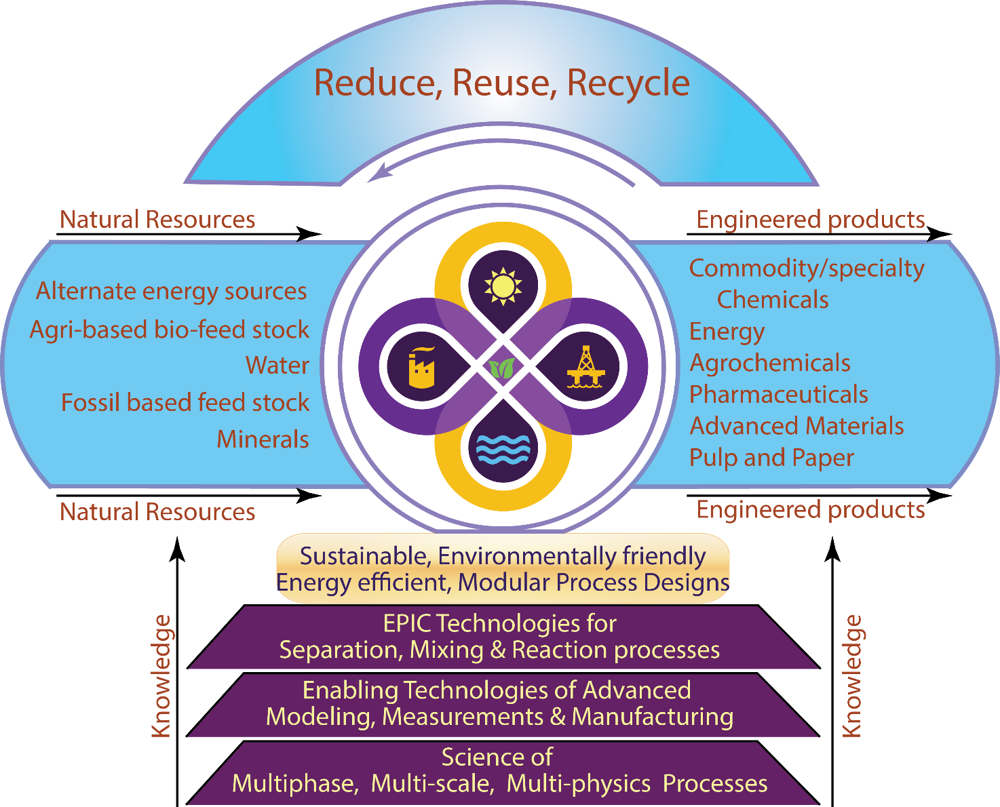 Reduce, Reuse, Recycle
Natural Resources
Engineered products
Alternate energy sources
Agri-based bio-feed stock
Water
Fossil based feed stock
Minerals
Commodity/specialty
Chemicals
Energy
Agrochemicals
Pharmaceuticals
Advanced Materials
Pulp and Paper
Natural Resources
Engineered products
Sustainable, Environmentally friendly
Energy efficient, Modular Process Designs
Knowledge
EPIC Technologies for
Separation, Mixing & Reaction processes
Enabling Technologies of Advanced
Modeling, Measurements & Manufacturing
Science of
Multiphase, Multi-scale, Multi-physics Processes
Knowledge